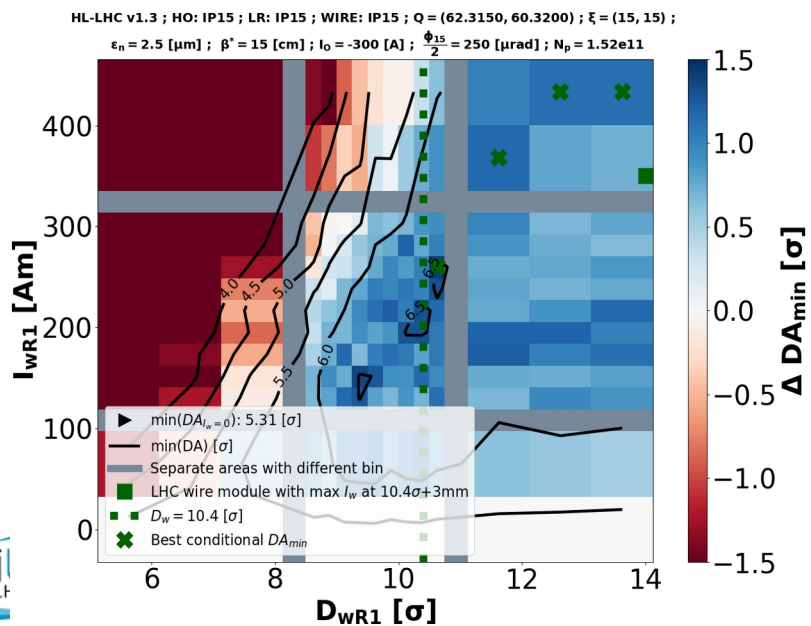 HL-LHC v1.3 ; HO: IP15 ; LR: IP15 ; WIRE: IP15 ; Q = (62.3150, 60.3200) ; ξ = (15, 15) ;
εn = 2.5 [μm] ; β* = 15 [cm] ; IO = -300 [A] ; ϕ15/2 = 250 [μrad] ; Np = 1.52e11
IwR1 [Am]
400
300
200
100
0
4.0
4.5
5.0
5.5
6.0
6.5
6.5
min(DAIw=0): 5.31 [σ]
min(DA) [σ]
Separate areas with different bin
LHC wire module with max Iw at 10.4σ+3mm
Dw = 10.4 [σ]
Best conditional DAmin
6
8
10
12
14
DwR1 [σ]
1.5
1.0
0.5
0.0
−0.5
−1.0
−1.5
Δ DAmin [σ]